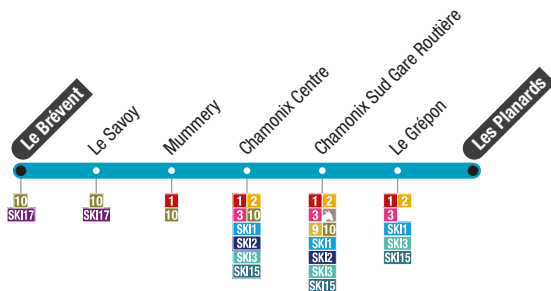 Le Brévent
Le Savoy
Mummery
Chamonix Centre
Chamonix Sud Gare Routière
Le Grépon
Les Planards
10
SKI17
10
SKI17
1
10
1 2
3 10
SKI1
SKI2
SKI3
SKI15
1 2
3
9 10
SKI1
SKI2
SKI3
SKI15
1 2
3
SKI1
SKI3
SKI15